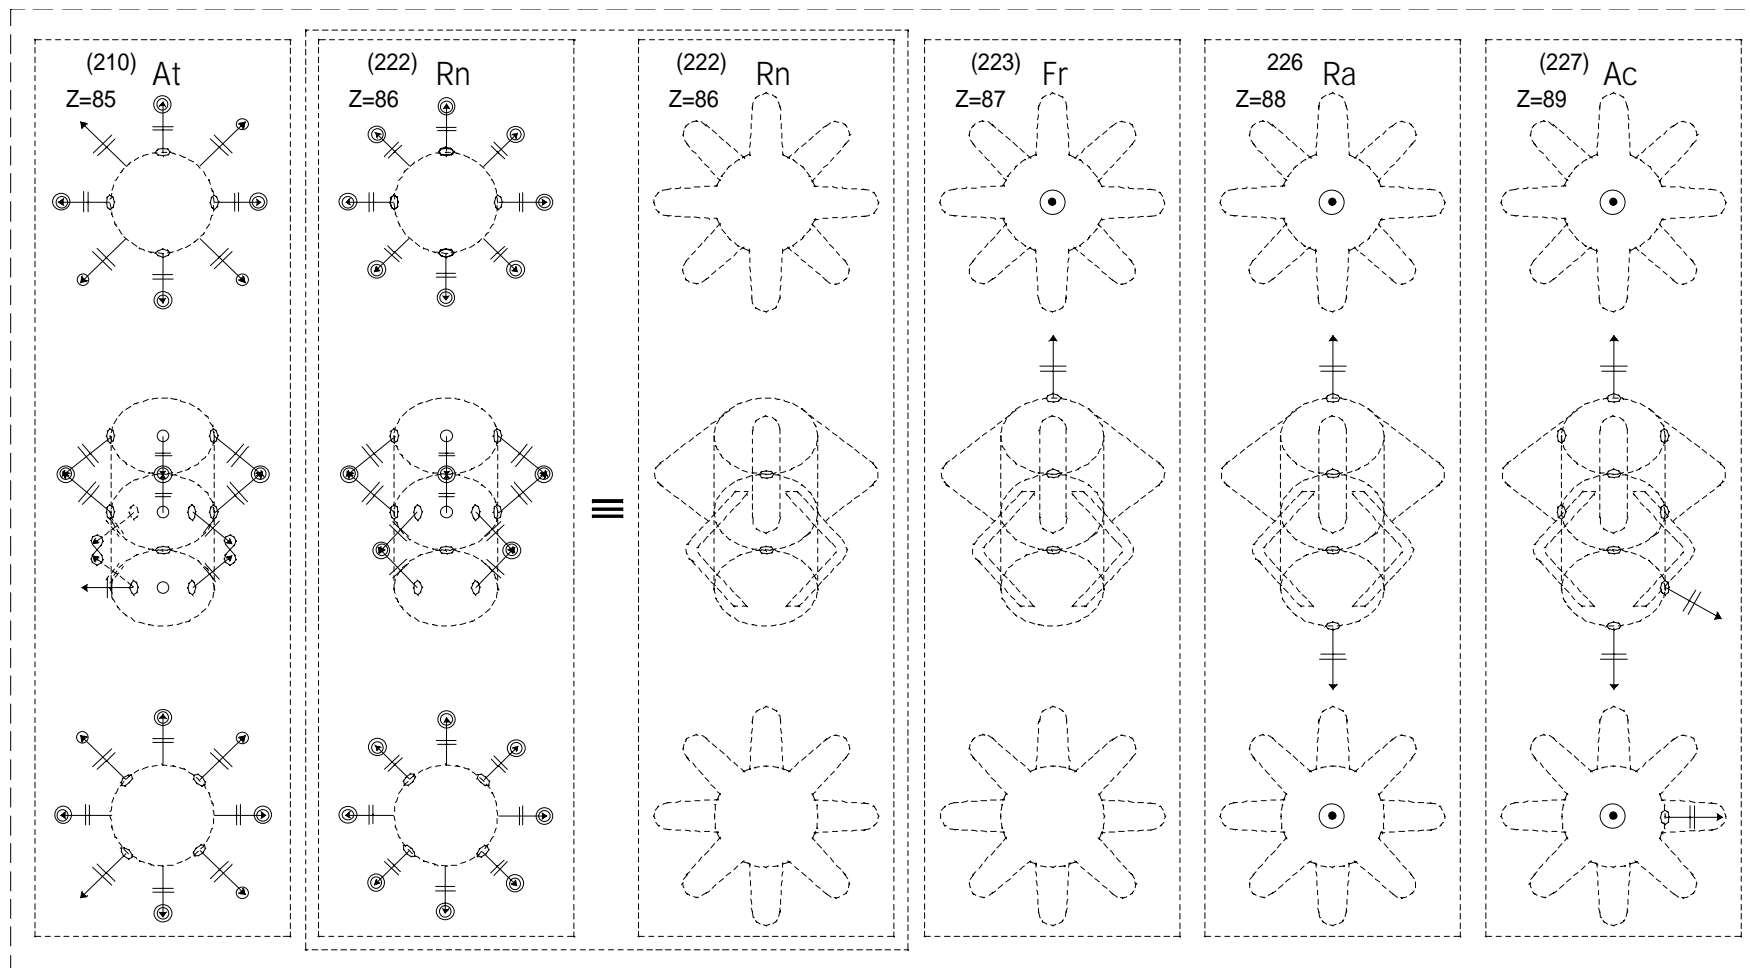 (210) At
Z=85
(222) Rn
Z=86
(222) Rn
Z=86
(223) Fr
Z=87
226 Ra
Z=88
(227) Ac
Z=89
≡